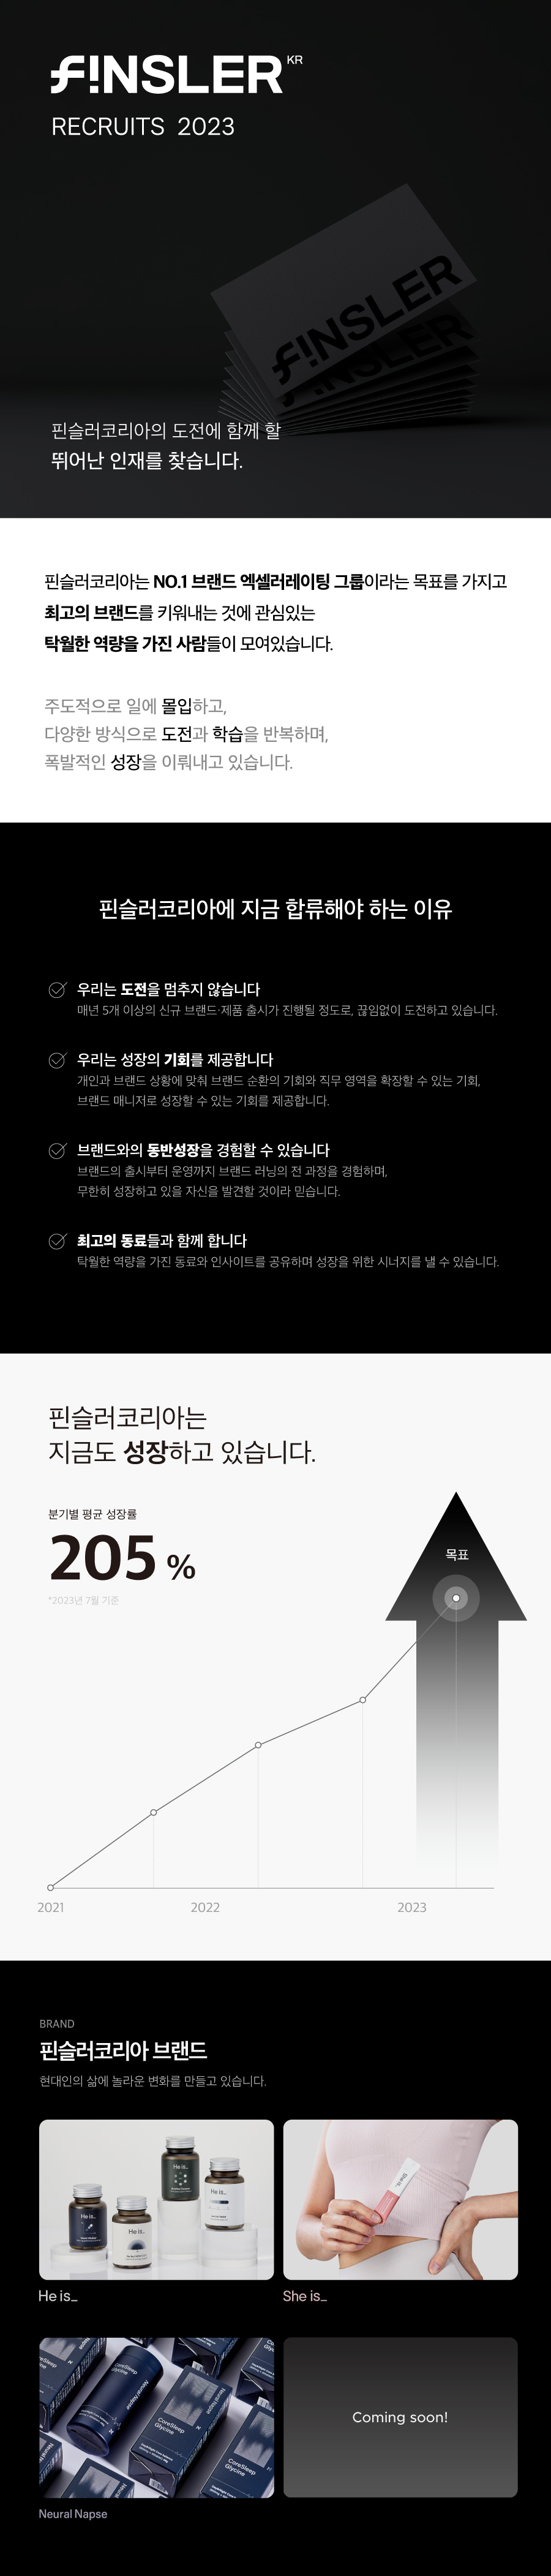 FINSLER KR
RECRUITS 2023
FINSLER
FINSLER
핀슬러코리아의 도전에 함께 할
뛰어난 인재를 찾습니다.
핀슬러코리아는 NO.1 브랜드 엑셀러레이팅 그룹이라는 목표를 가지고
최고의 브랜드를 키워내는 것에 관심있는
탁월한 역량을 가진 사람들이 모여있습니다.
주도적으로 일에 몰입하고,
다양한 방식으로 도전과 학습을 반복하며,
폭발적인 성장을 이뤄내고 있습니다.
핀슬러코리아에 지금 합류해야 하는 이유
우리는 도전을 멈추지 않습니다
매년 5개 이상의 신규 브랜드·제품 출시가 진행될 정도로, 끊임없이 도전하고 있습니다.
우리는 성장의 기회를 제공합니다
개인과 브랜드 상황에 맞춰 브랜드 순환의 기회와 직무 영역을 확장할 수 있는 기회,
브랜드 매니저로 성장할 수 있는 기회를 제공합니다.
브랜드와의 동반성장을 경험할 수 있습니다
브랜드의 출시부터 운영까지 브랜드 러닝의 전 과정을 경험하며,
무한히 성장하고 있을 자신을 발견할 것이라 믿습니다.
최고의 동료들과 함께 합니다
탁월한 역량을 가진 동료와 인사이트를 공유하며 성장을 위한 시너지를 낼 수 있습니다.
핀슬러코리아는
지금도 성장하고 있습니다.
분기별 평균 성장률
205 %
*2023년 7월 기준
목표
2021
2022
2023
BRAND
핀슬러코리아 브랜드
현대인의 삶에 놀라운 변화를 만들고 있습니다.
He is_
He is_
He is_
He is_
She is_
He is_
She is_
CoreSleep
Glycine
Neural Napse
CoreSleep
Glycine
CoreSleep
Glycine
Coming soon!
Neural Napse